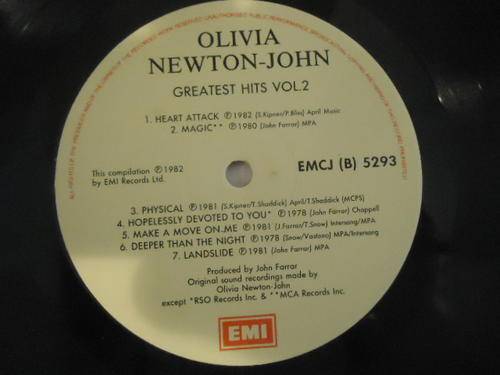 OLIVIA
NEWTON-JOHN
GREATEST HITS VOL.2
1. HEART ATTACK ℗1982 (S.Kipner/P.Bliss) April Music
2. MAGIC** ℗1980 (John Farrar) MPA
This compilation ℗1982
by EMI Records Ltd.
EMCJ (B) 5293
3. PHYSICAL ℗1981 (S.Kipner/T.Shaddick) April/T.Shaddick (MCPS)
4. HOPELESSLY DEVOTED TO YOU* ℗1978 (John Farrar) Chappell
5. MAKE A MOVE ON.ME ℗1981 (J.Farrar/T.Snow) Intersong/MPA
6. DEEPER THAN THE NIGHT ℗1978 (Snow/Vastano) MPA/Intersong
7. LANDSLIDE ℗1981 (John Farrar) MPA
Produced by John Farrar
Original sound recordings made by
Olivia Newton-John
except *RSO Records Inc. & **MCA Records Inc.
EMI